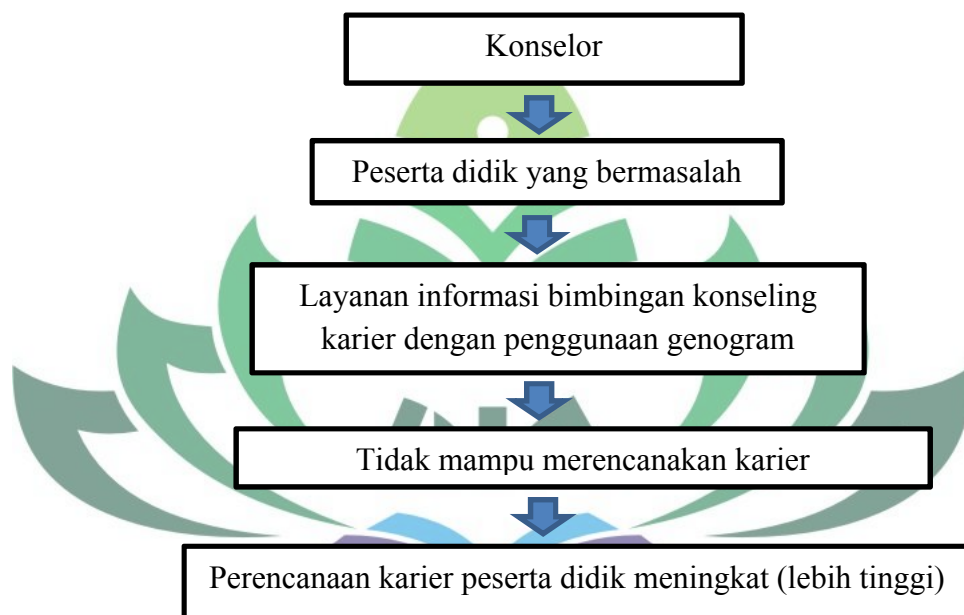 Konselor
Peserta didik yang bermasalah
Layanan informasi bimbingan konseling
karier dengan penggunaan genogram
Tidak mampu merencanakan karier
Perencanaan karier peserta didik meningkat (lebih tinggi)